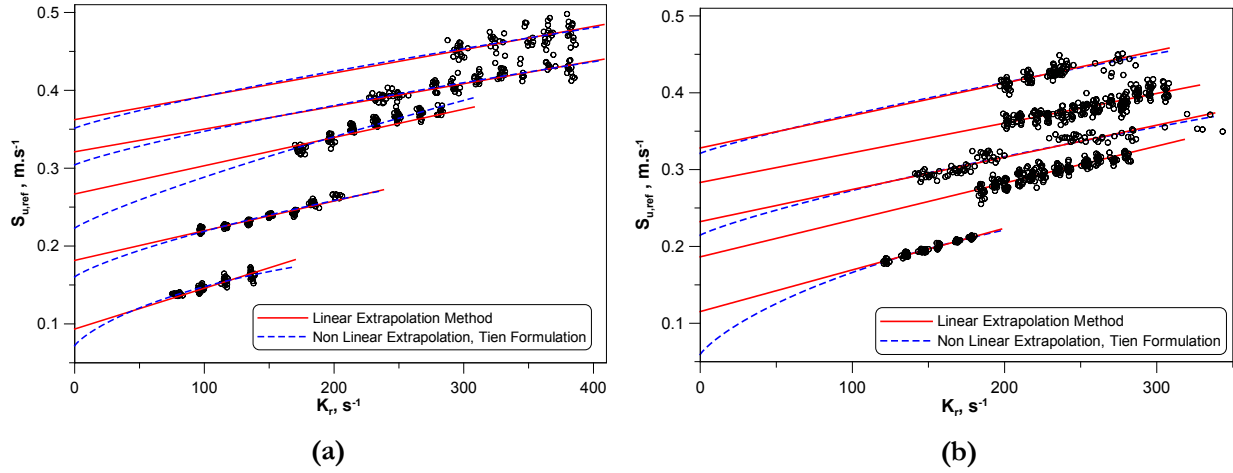 0.5
0.4
0.3
0.2
0.1
S_{u,ref} , m.s⁻¹
0 100 200 300 400
K_r, s⁻¹
Linear Extrapolation Method
Non Linear Extrapolation, Tien Formulation
(a)
0.5
0.4
0.3
0.2
0.1
S_{u,ref} , m.s⁻¹
0 100 200 300
K_r, s⁻¹
Linear Extrapolation Method
Non Linear Extrapolation, Tien Formulation
(b)